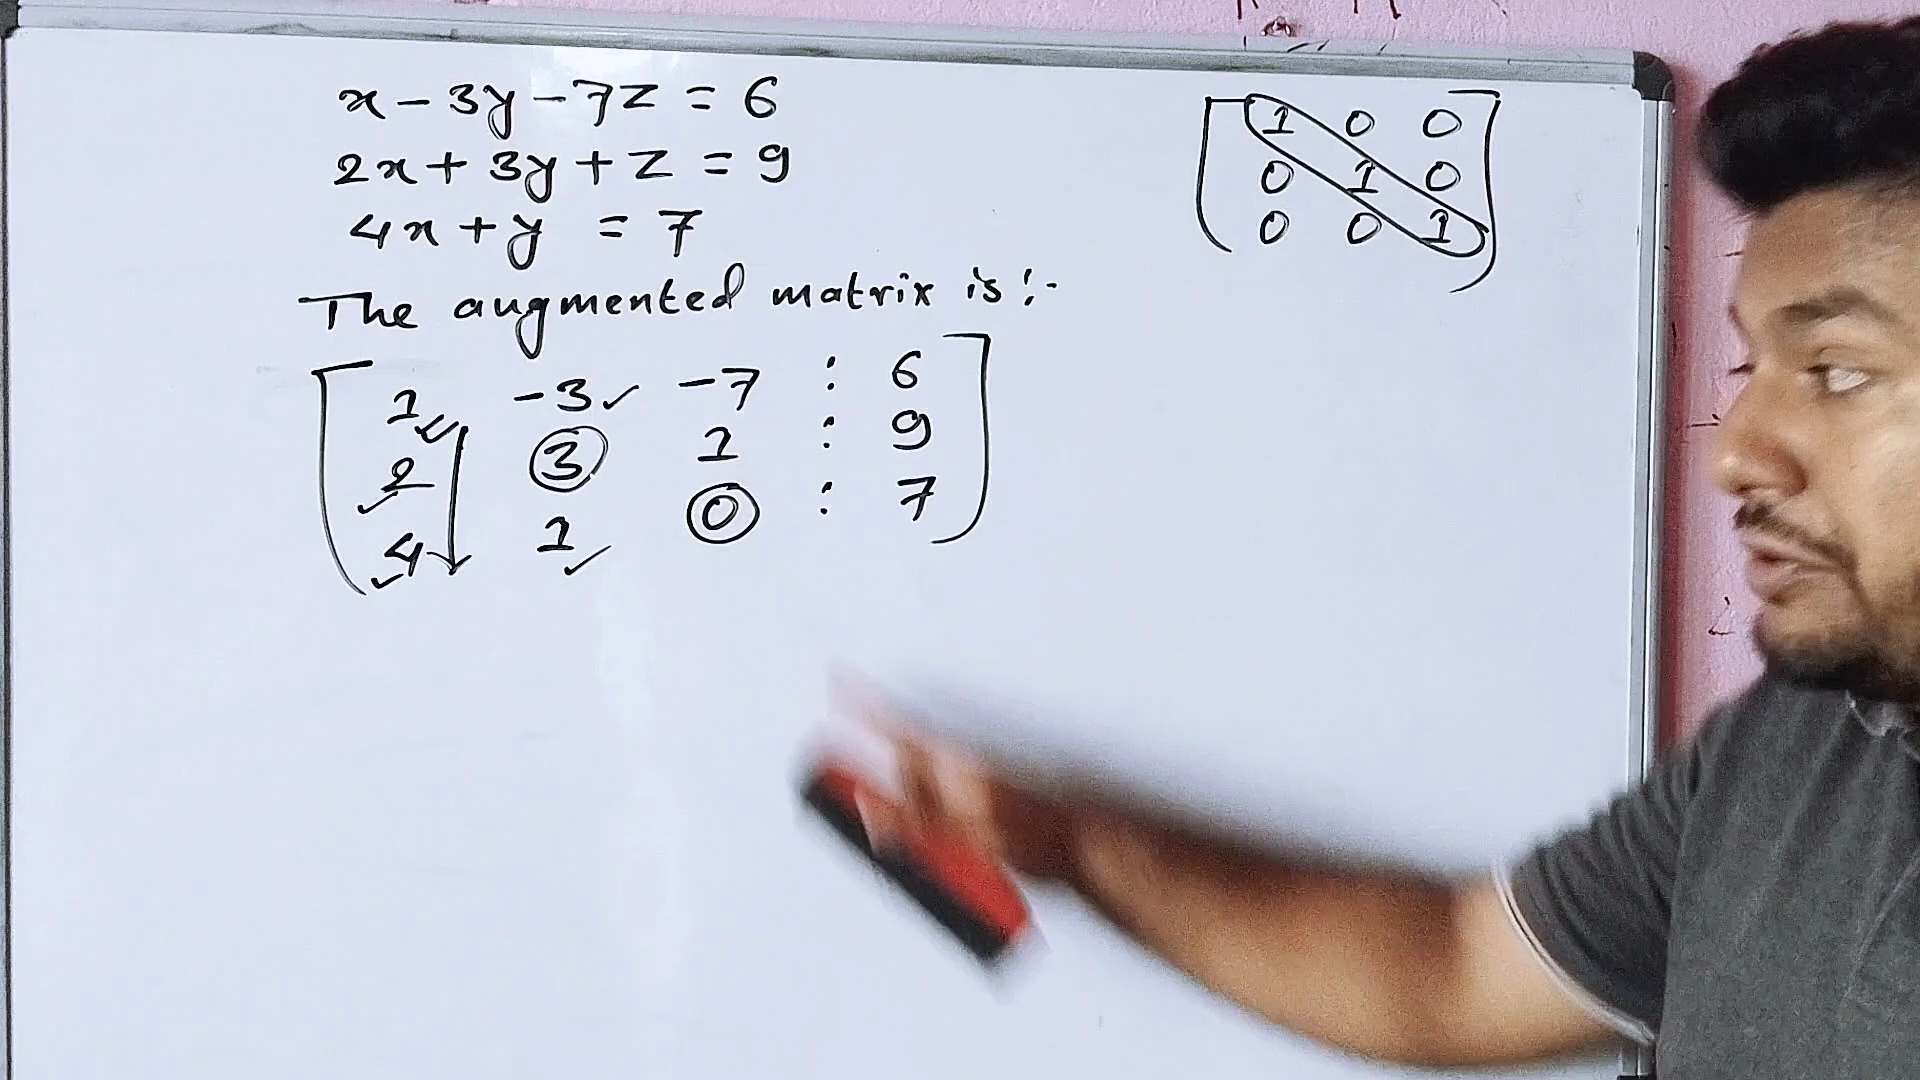 x - 3y - 7z = 6
2x + 3y + z = 9
4x + y = 7
1 0 0
0 1 0
0 0 1
The augmented matrix is :-
1 -3 -7 : 6
2 3 1 : 9
4 1 0 : 7